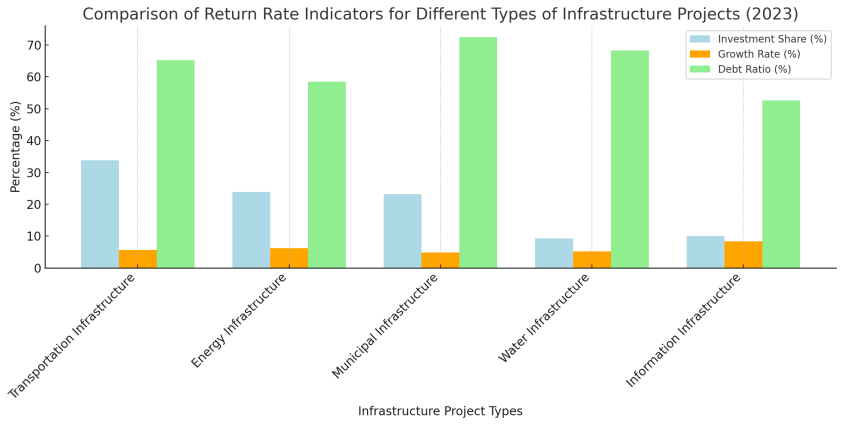 Comparison of Return Rate Indicators for Different Types of Infrastructure Projects (2023)
Investment Share (%)
Growth Rate (%)
Debt Ratio (%)
Percentage (%)
70
60
50
40
30
20
10
0
Transportation Infrastructure
Energy Infrastructure
Municipal Infrastructure
Water Infrastructure
Information Infrastructure
Infrastructure Project Types